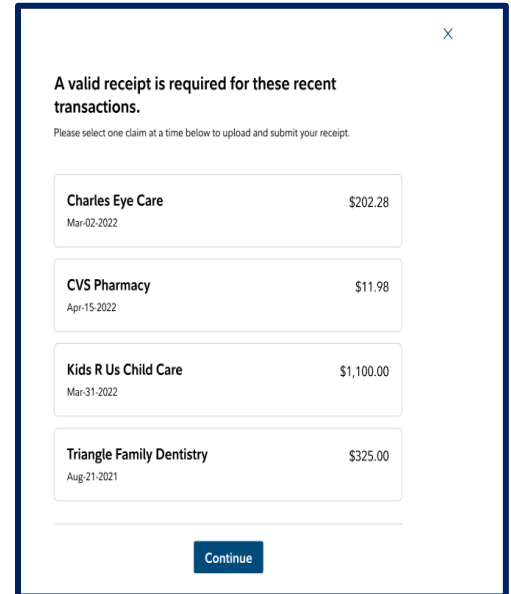 X
A valid receipt is required for these recent
transactions.
Please select one claim at a time below to upload and submit your receipt.
Charles Eye Care $202.28
Mar-02-2022
CVS Pharmacy $11.98
Apr-15-2022
Kids R Us Child Care $1,100.00
Mar-31-2022
Triangle Family Dentistry $325.00
Aug-21-2021
Continue